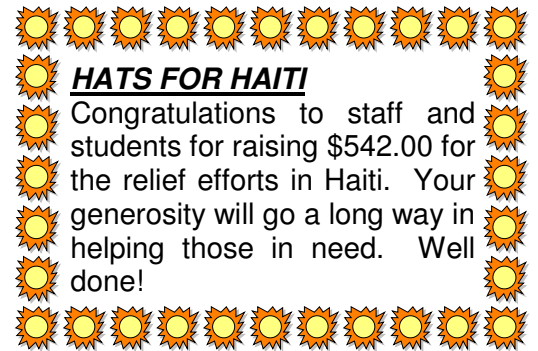 HATS FOR HAITI
Congratulations to staff and
students for raising $542.00 for
the relief efforts in Haiti. Your
generosity will go a long way in
helping those in need. Well
done!